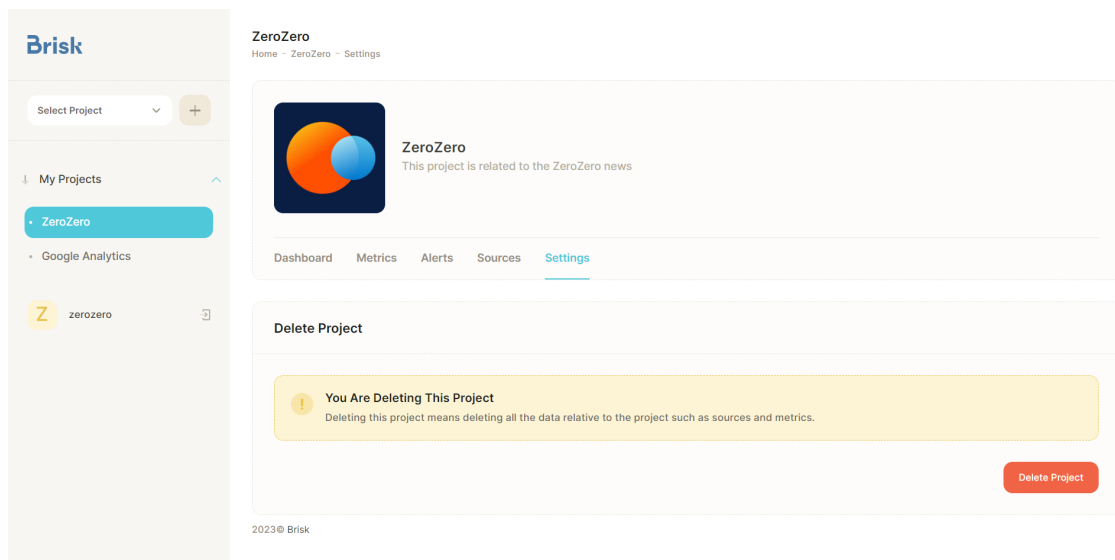 Brisk
Select Project
My Projects
ZeroZero
Google Analytics
Z
zerozero
ZeroZero
Home - ZeroZero - Settings
ZeroZero
This project is related to the ZeroZero news
Dashboard Metrics Alerts Sources Settings
Delete Project
You Are Deleting This Project
Deleting this project means deleting all the data relative to the project such as sources and metrics.
Delete Project
2023© Brisk